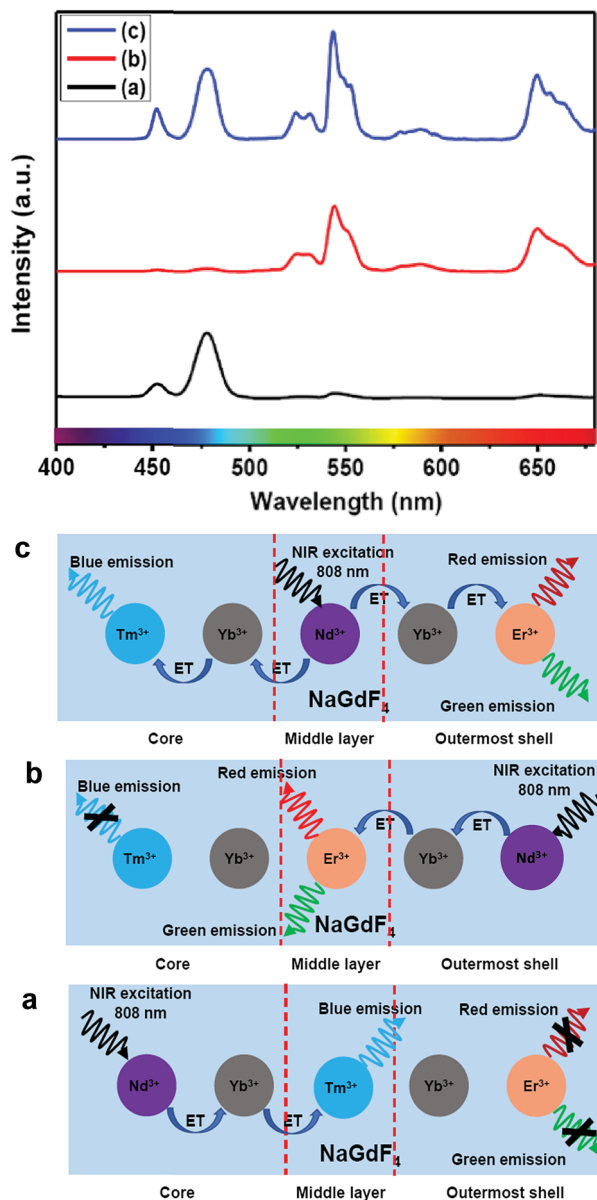 (c)
(b)
(a)
Intensity (a.u.)
400 450 500 550 600 650
Wavelength (nm)
c
Blue emission
NIR excitation
808 nm
Red emission
ET ET
Tm³⁺ Yb³⁺ Nd³⁺ Yb³⁺ Er³⁺
ET ET
NaGdF₄
Green emission
Core Middle layer Outermost shell
b
Blue emission
Red emission
NIR excitation
808 nm
ET ET
Tm³⁺ Yb³⁺ Er³⁺ Yb³⁺ Nd³⁺
Green emission
NaGdF₄
Core Middle layer Outermost shell
a
NIR excitation
808 nm
Blue emission
Red emission
Nd³⁺ Yb³⁺ Tm³⁺ Yb³⁺ Er³⁺
ET ET
NaGdF₄
Green emission
Core Middle layer Outermost shell